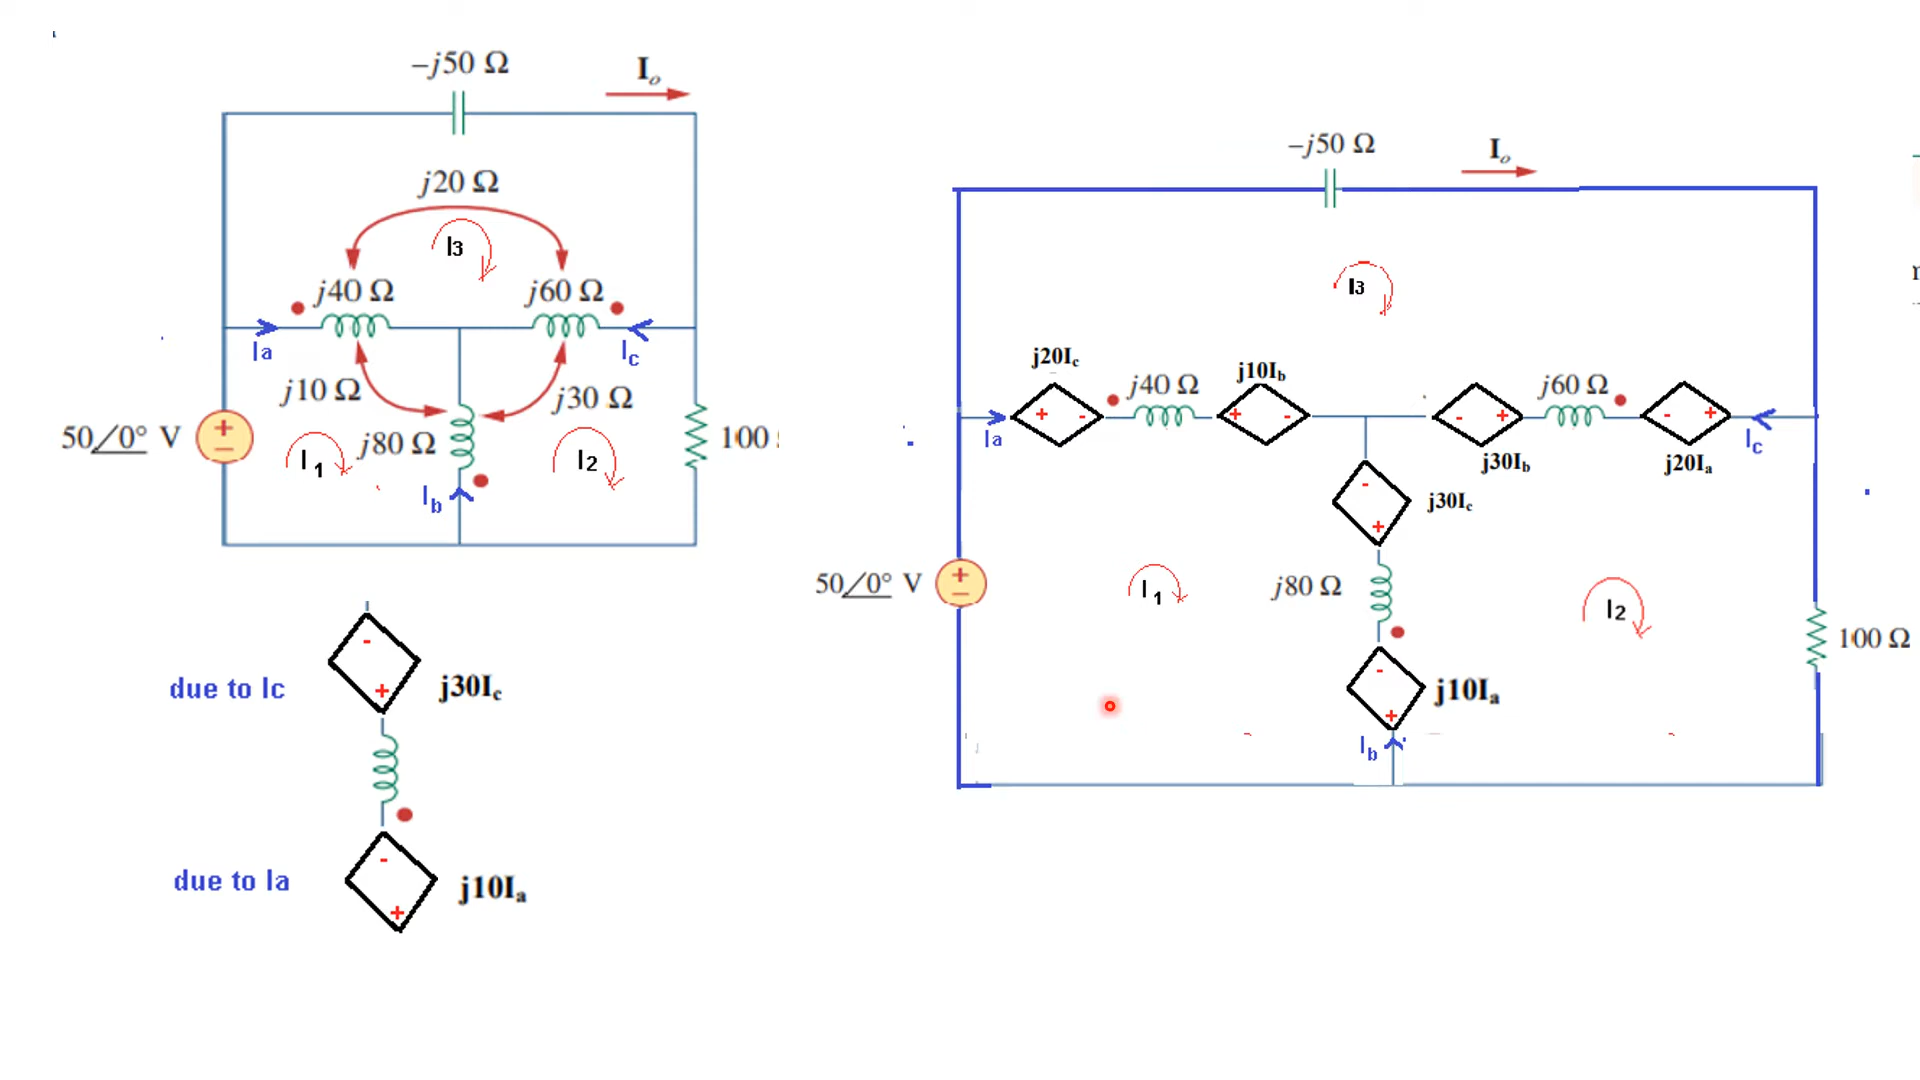 −j50 Ω
Io
j20 Ω
I3
j40 Ω
j60 Ω
Ia
Ic
j10 Ω
j30 Ω
50∠0° V
+
−
I1
j80 Ω
I2
100
Ib
-
due to Ic
j30Ic
+
-
due to Ia
j10Ia
+
−j50 Ω
Io
I3
j20Ic
j40 Ω
j10Ib
j60 Ω
+ -
+ -
- +
- +
Ia
Ic
j30Ib
j20Ia
-
j30Ic
+
50∠0° V
+
−
I1
j80 Ω
I2
100 Ω
-
j10Ia
+
Ib